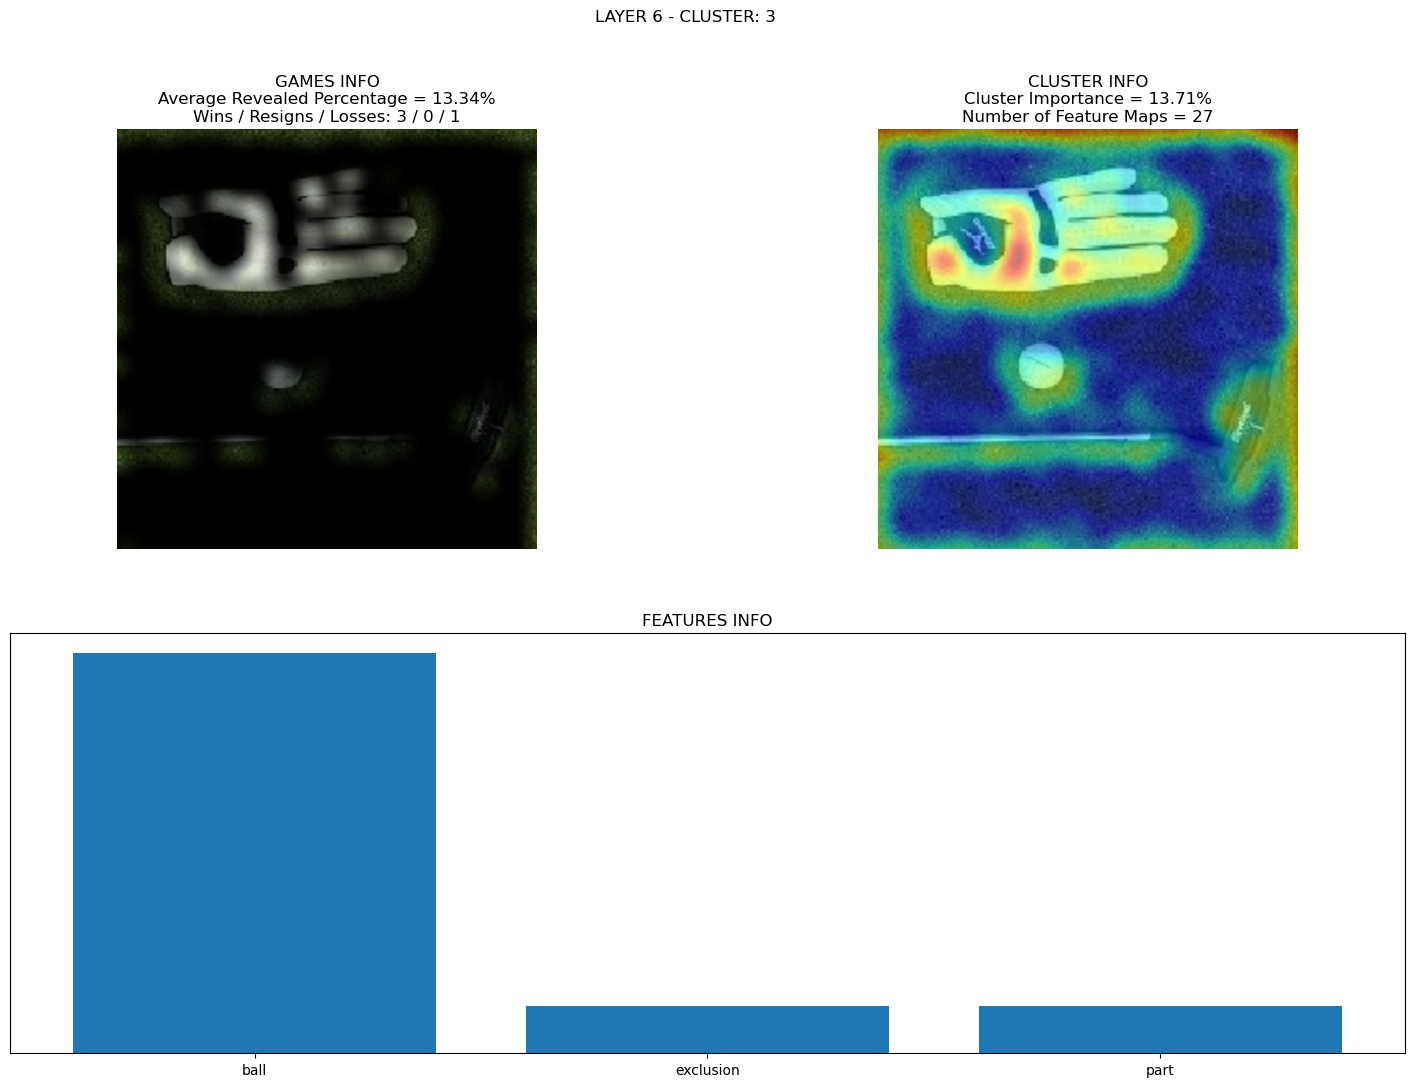 LAYER 6 - CLUSTER: 3
GAMES INFO
Average Revealed Percentage = 13.34%
Wins / Resigns / Losses: 3 / 0 / 1
CLUSTER INFO
Cluster Importance = 13.71%
Number of Feature Maps = 27
FEATURES INFO
ball
exclusion
part